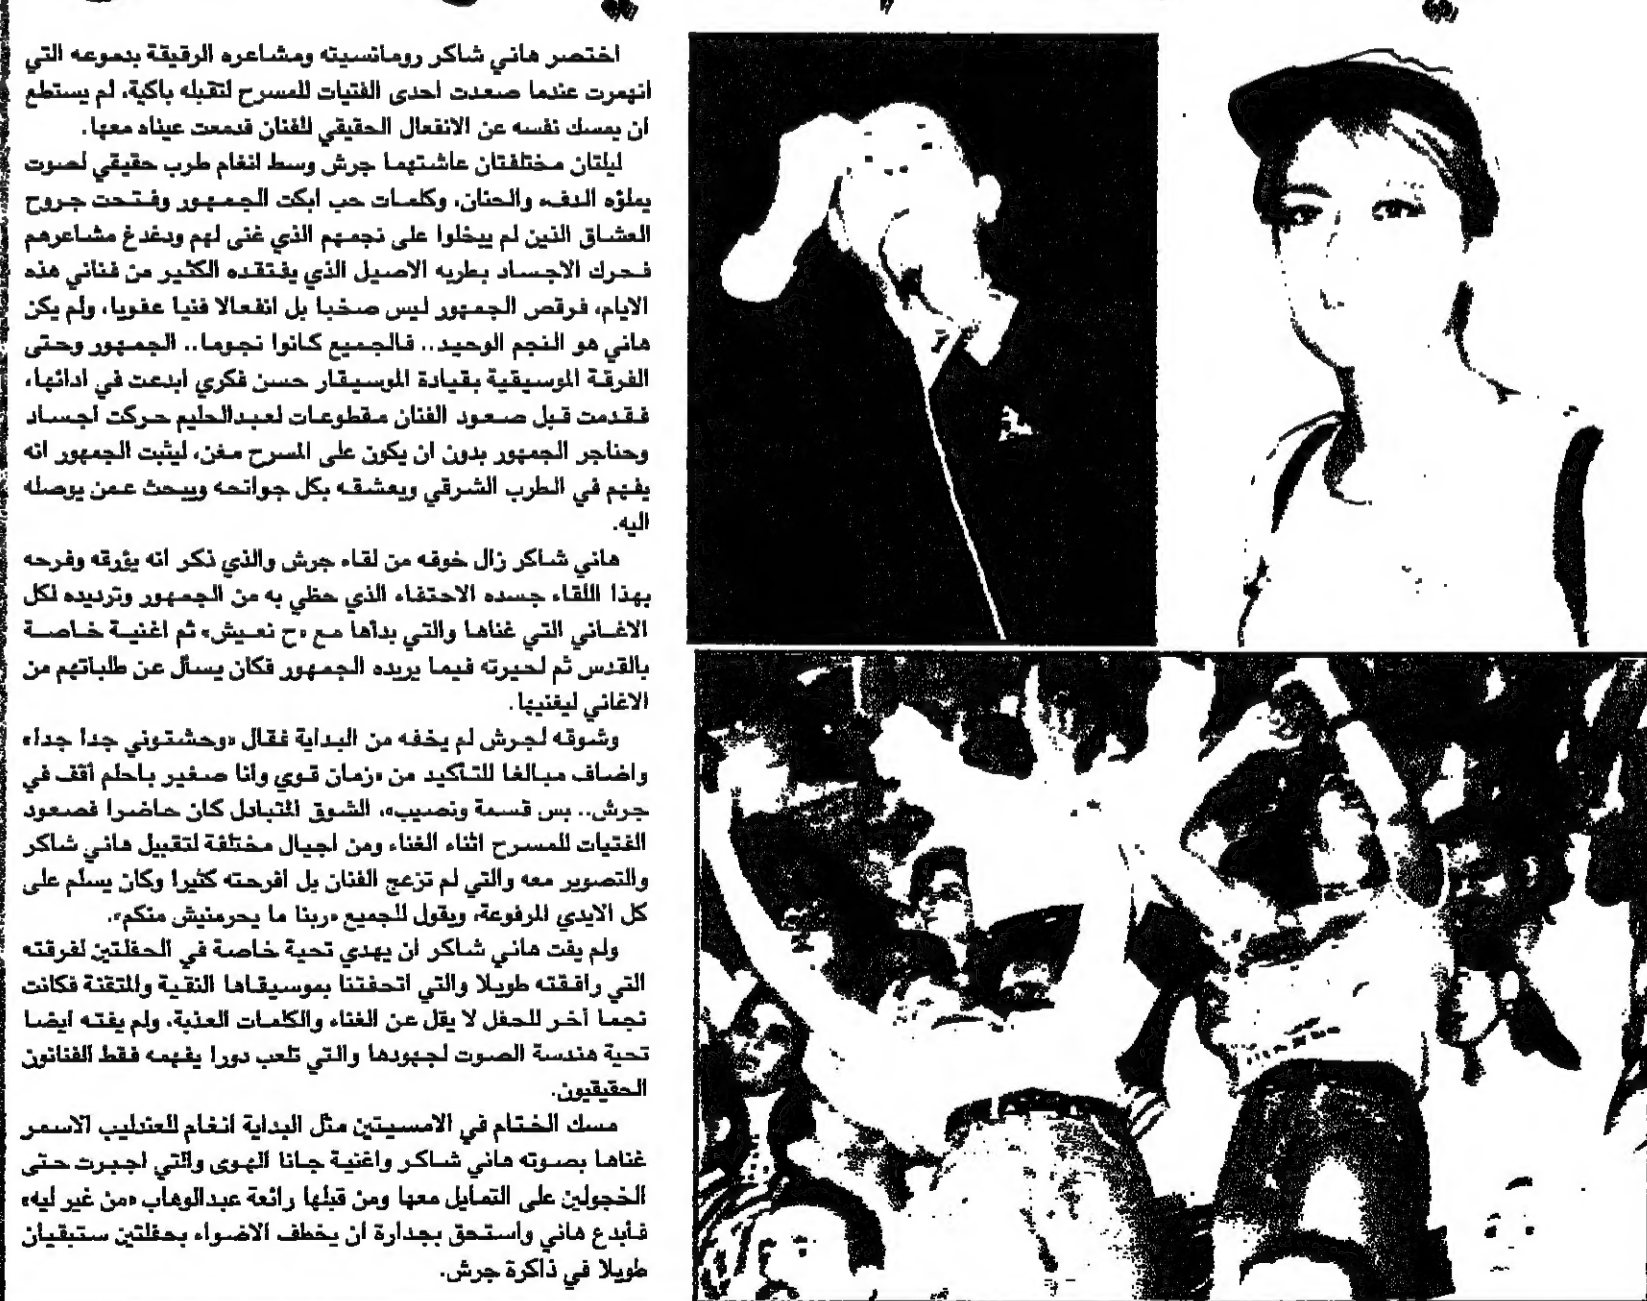 اختصر هاني شاكر رومانسيته ومشاعره الرقيقة بدموعه التي
انهمرت عندما صعدت احدى الفتيات للمسرح لتقبله باكية، لم يستطع
ان يمسك نفسه عن الانفعال الحقيقي للفنان فدمعت عيناه معها.
ليلتان مختلفتان عاشتهما جرش وسط انغام طرب حقيقي لصوت
يملؤه الدفء والحنان، وكلمات حب ابكت الجمهور وفتحت جروح
العشاق الذين لم يبخلوا على نجمهم الذي غنى لهم ودغدغ مشاعرهم
فحرك الاجساد بطربه الاصيل الذي يفتقده الكثير من فناني هذه
الايام، فرقص الجمهور ليس صخبا بل انفعالا فنيا عفويا، ولم يكن
هاني هو النجم الوحيد.. فالجميع كانوا نجوما.. الجمهور وحتى
الفرقة الموسيقية بقيادة الموسيقار حسن فكري ابدعت في ادائها،
فقدمت قبل صعود الفنان مقطوعات لعبدالحليم حركت اجساد
وحناجر الجمهور بدون ان يكون على المسرح مغن، ليثبت الجمهور انه
يفهم في الطرب الشرقي ويعشقه بكل جوانحه ويبحث عمن يوصله
اليه.
هاني شاكر زال خوفه من لقاء جرش والذي ذكر انه يؤرقه وفرحه
بهذا اللقاء جسده الاحتفاء الذي حظي به من الجمهور وترديده لكل
الاغاني التي غناها والتي بدأها مع «ح نعيش» ثم اغنية خاصة
بالقدس ثم لحيرته فيما يريده الجمهور فكان يسأل عن طلباتهم من
الاغاني ليغنيها.
وشوقه لجرش لم يخفه من البداية فقال «وحشتوني جدا جدا»
واضاف مبالغا للتأكيد من «زمان قوي وأنا صغير باحلم أقف في
جرش.. بس قسمة ونصيب»، الشوق المتبادل كان حاضرا فصعود
الفتيات للمسرح اثناء الغناء ومن اجيال مختلفة لتقبيل هاني شاكر
والتصوير معه والتي لم تزعج الفنان بل افرحته كثيرا وكان يسلم على
كل الايدي المرفوعة، ويقول للجميع «ربنا ما يحرمنيش منكم».
ولم يفت هاني شاكر ان يهدي تحية خاصة في الحفلتين لفرقته
التي رافقته طويلا والتي اتحفتنا بموسيقاها النقية والمتقنة فكانت
نجما آخر للحفل لا يقل عن الغناء والكلمات العذبة، ولم يفته ايضا
تحية هندسة الصوت لجهودها والتي تلعب دورا يفهمه فقط الفنانون
الحقيقيون.
مسك الختام في الامسيتين مثل البداية انغام للعندليب الاسمر
غناها بصوته هاني شاكر واغنية جانا الهوى والتي اجبرت حتى
الخجولين على التمايل معها ومن قبلها رائعة عبدالوهاب «من غير ليه»
فأبدع هاني واستحق بجدارة ان يخطف الاضواء بحفلتين ستبقيان
طويلا في ذاكرة جرش.